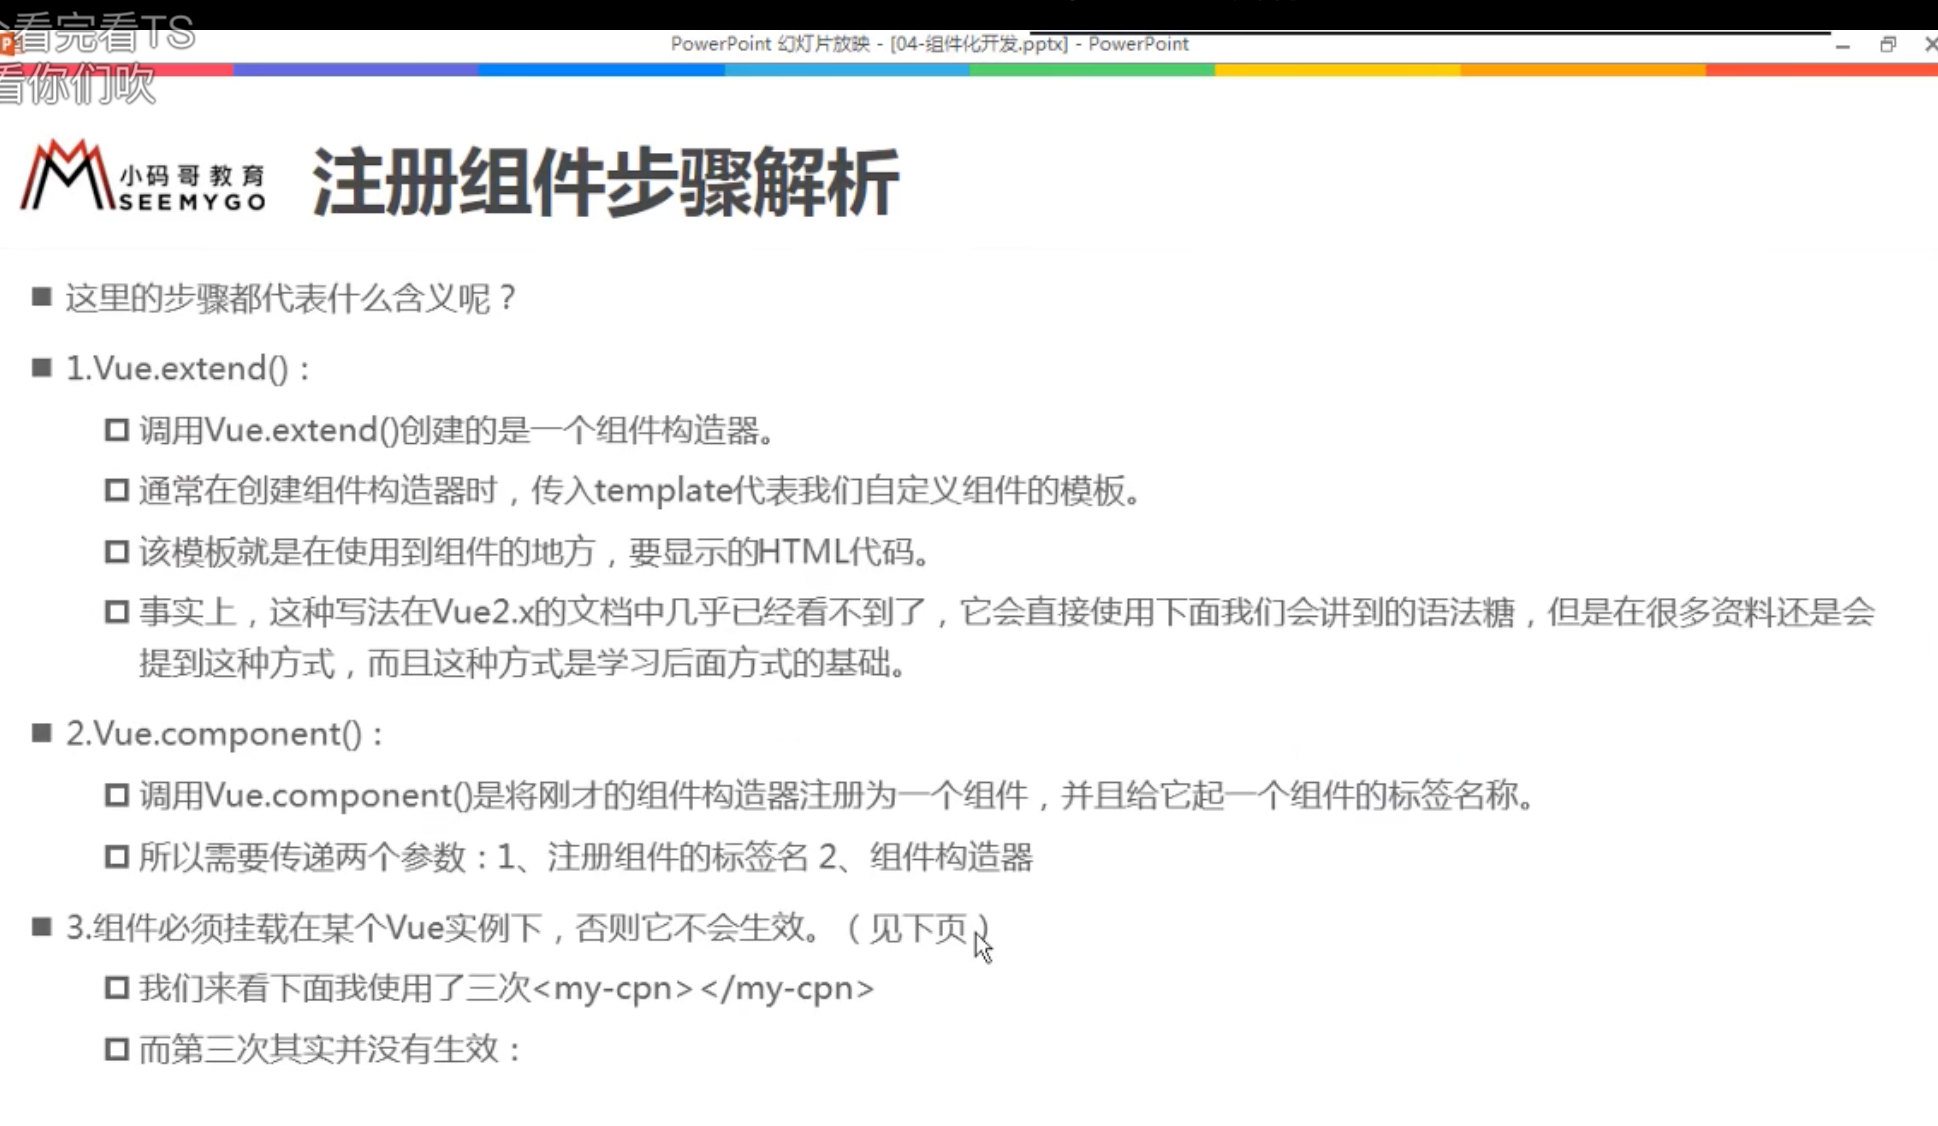 看完看TS
PowerPoint 幻灯片放映 - [04-组件化开发.pptx] - PowerPoint
看你们吹
小码哥教育
SEEMYGO
注册组件步骤解析
这里的步骤都代表什么含义呢？
1.Vue.extend()：
调用Vue.extend()创建的是一个组件构造器。
通常在创建组件构造器时，传入template代表我们自定义组件的模板。
该模板就是在使用到组件的地方，要显示的HTML代码。
事实上，这种写法在Vue2.x的文档中几乎已经看不到了，它会直接使用下面我们会讲到的语法糖，但是在很多资料还是会
提到这种方式，而且这种方式是学习后面方式的基础。
2.Vue.component()：
调用Vue.component()是将刚才的组件构造器注册为一个组件，并且给它起一个组件的标签名称。
所以需要传递两个参数：1、注册组件的标签名 2、组件构造器
3.组件必须挂载在某个Vue实例下，否则它不会生效。（见下页）
我们来看下面我使用了三次<my-cpn></my-cpn>
而第三次其实并没有生效：